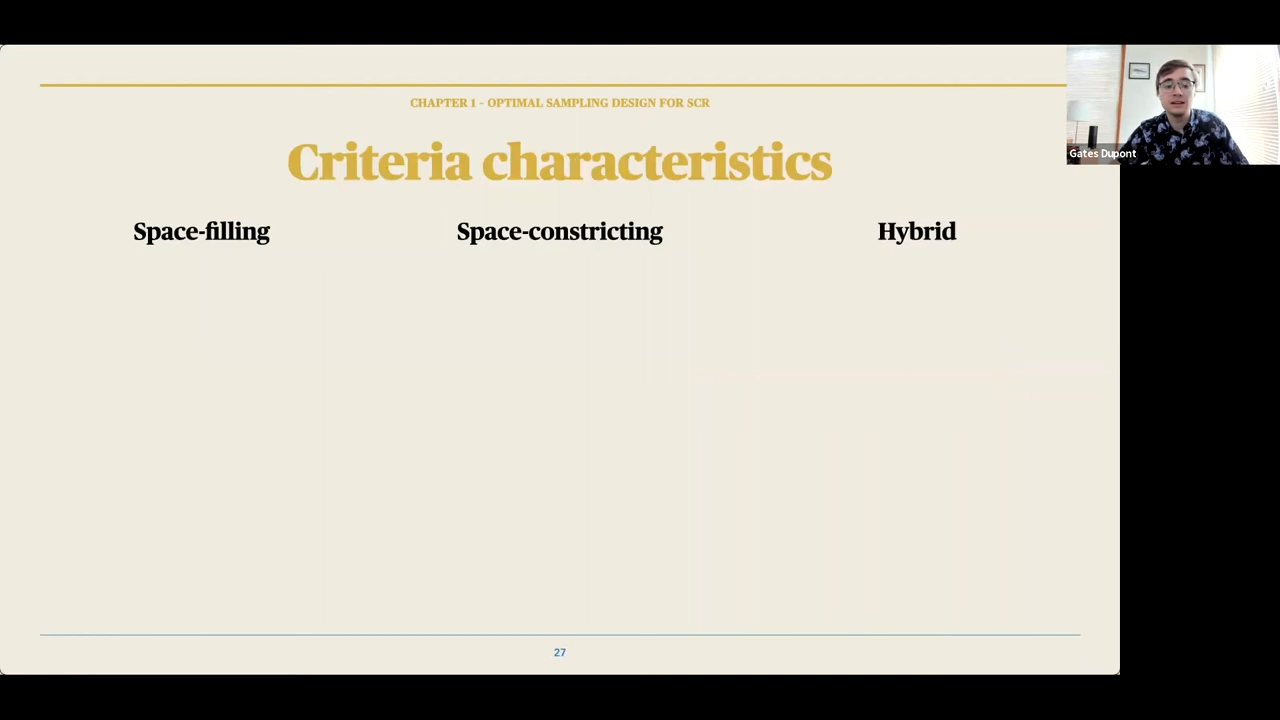 CHAPTER 1 - OPTIMAL SAMPLING DESIGN FOR SCR
Criteria characteristics
Space-filling
Space-constricting
Hybrid
27
Gates Dupont